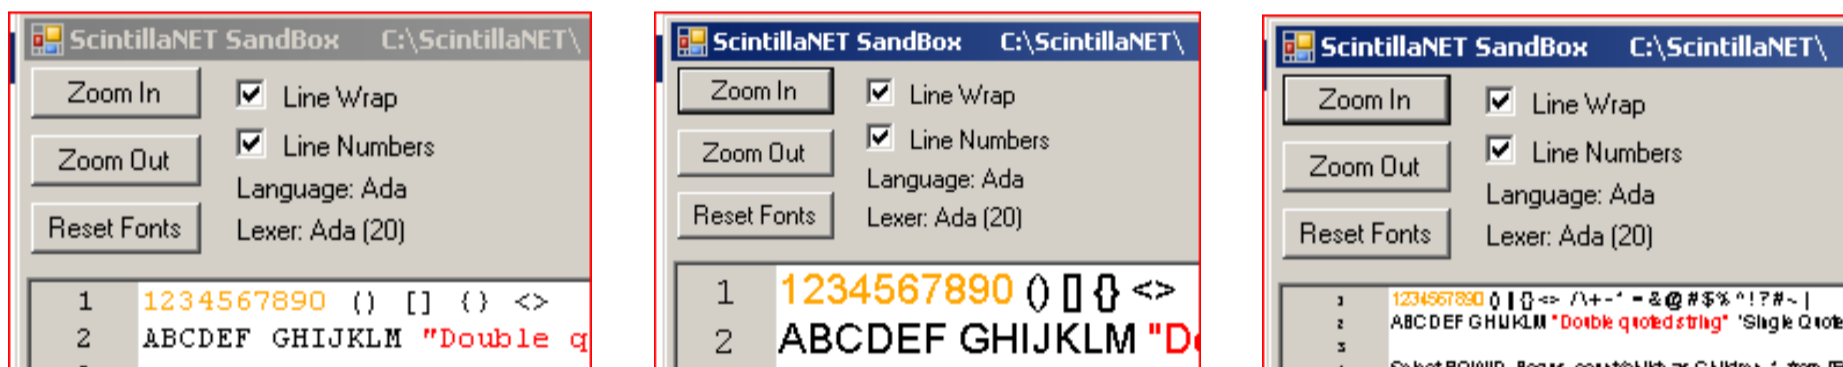 ScintillaNET SandBox C:\ScintillaNET\
Zoom In
Line Wrap
Zoom Out
Line Numbers
Language: Ada
Reset Fonts
Lexer: Ada (20)
1 1234567890 () [] {} <>
2 ABCDEF GHIJKLM "Double q
ScintillaNET SandBox C:\ScintillaNET\
Zoom In
Line Wrap
Zoom Out
Line Numbers
Language: Ada
Reset Fonts
Lexer: Ada (20)
1 1234567890 () [] {} <>
2 ABCDEF GHIJKLM "D
ScintillaNET SandBox C:\ScintillaNET\
Zoom In
Line Wrap
Zoom Out
Line Numbers
Language: Ada
Reset Fonts
Lexer: Ada (20)
1 1234567890 () [] {} <> /\+-* = & @ # $ % ^ ! ? # ~ |
2 ABCDEF GHIJKLM "Double quoted string" 'Single Quote
3